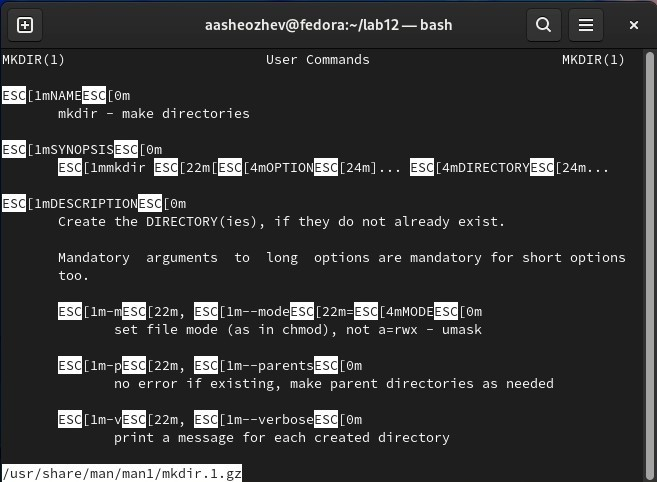 aasheozhev@fedora:~/lab12 — bash
MKDIR(1) User Commands MKDIR(1)
ESC[1mNAMEESC[0m
mkdir - make directories
ESC[1mSYNOPSISESC[0m
ESC[1mmkdir ESC[22m[ESC[4mOPTIONESC[24m]... ESC[4mDIRECTORYESC[24m...
ESC[1mDESCRIPTIONESC[0m
Create the DIRECTORY(ies), if they do not already exist.
Mandatory  arguments  to  long  options are mandatory for short options
too.
ESC[1m-mESC[22m, ESC[1m--modeESC[22m=ESC[4mMODEESC[0m
set file mode (as in chmod), not a=rwx - umask
ESC[1m-pESC[22m, ESC[1m--parentsESC[0m
no error if existing, make parent directories as needed
ESC[1m-vESC[22m, ESC[1m--verboseESC[0m
print a message for each created directory
/usr/share/man/man1/mkdir.1.gz